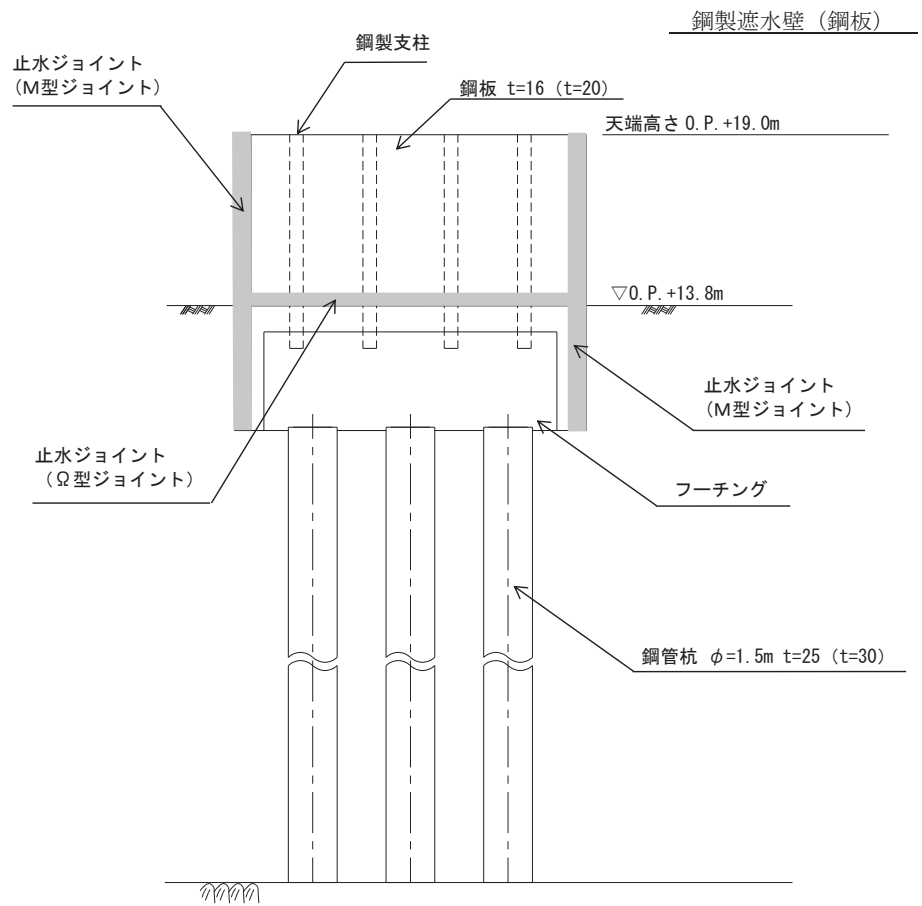 鋼製遮水壁（鋼板）
鋼製支柱
止水ジョイント
（M型ジョイント）
鋼板 t=16（t=20）
天端高さ O.P.+19.0m
▽O.P.+13.8m
止水ジョイント
（M型ジョイント）
止水ジョイント
（Ω型ジョイント）
フーチング
鋼管杭 φ=1.5m t=25（t=30）